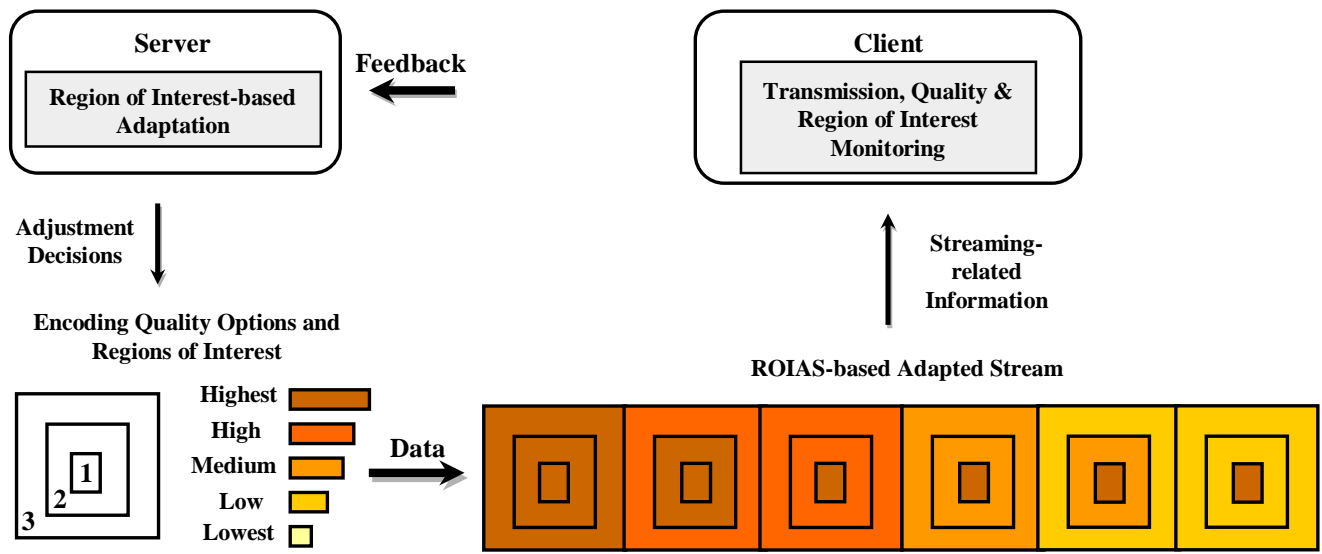 Server
Region of Interest-based
Adaptation
Feedback
Client
Transmission, Quality &
Region of Interest
Monitoring
Adjustment
Decisions
Streaming-
related
Information
Encoding Quality Options and
Regions of Interest
ROIAS-based Adapted Stream
1
2
3
Highest
High
Medium
Low
Lowest
Data